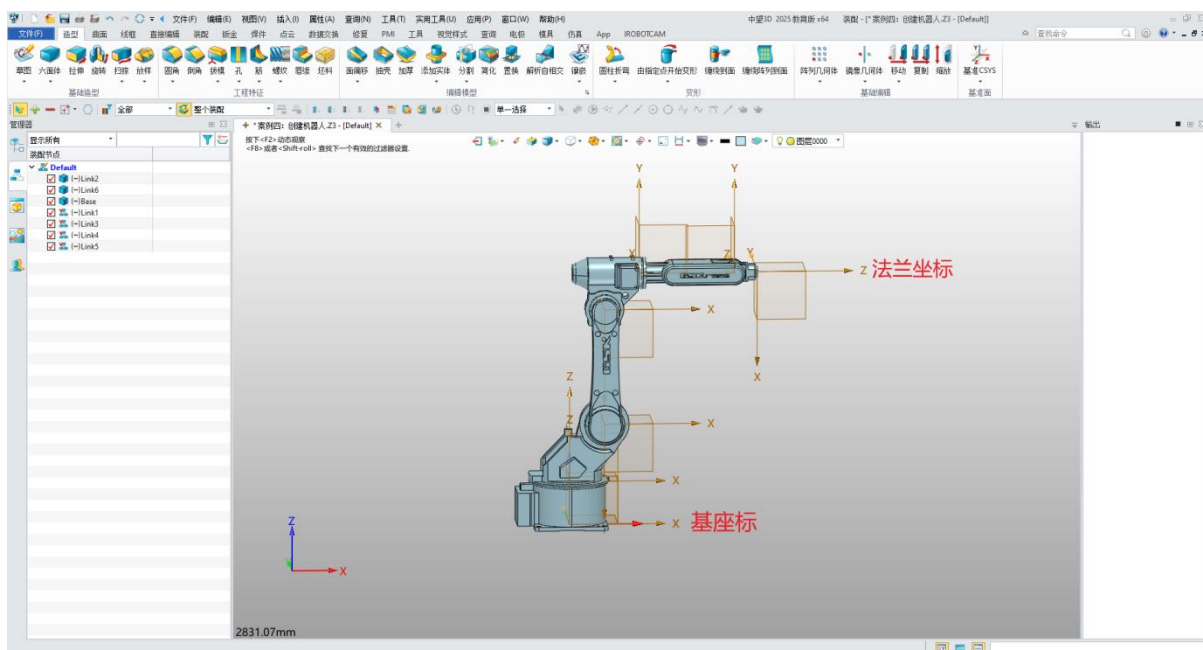 文件(F) 编辑(E) 视图(V) 插入(I) 属性(A) 查询(N) 工具(T) 实用工具(U) 应用(P) 窗口(W) 帮助(H) 中望3D 2025 教育版 x64 装配 - [* 案例四：创建机器人.Z3 - [Default]]
文件(F) 造型 曲面 线框 直接编辑 装配 钣金 焊件 点云 数据交换 修复 PMI 工具 视觉样式 查询 电极 模具 仿真 App IROBOTCAM 查找命令
草图 六面体 拉伸 旋转 扫掠 放样 圆角 倒角 拔模 孔 筋 螺纹 唇缘 坯料 面偏移 抽壳 加厚 添加实体 分割 简化 置换 解析自相交 镶嵌 圆柱折弯 由指定点开始变形 缠绕到面 缠绕阵列到面 阵列几何体 镜像几何体 移动 复制 缩放 基准CSYS
基础造型 工程特征 编辑模型 变形 基础编辑 基准面
全部 整个装配 单一选择
管理器 * 案例四：创建机器人.Z3 - [Default] 输出
显示所有 按下<F2>动态观察 图层0000
<F8>或者<Shift-roll> 查找下一个有效的过滤器设置.
装配节点
Default
(-)Link2
(-)Link6
(-)Base
(-)Link1
(-)Link3
(-)Link4
(-)Link5
Y Y
X Z Y
Z 法兰坐标
X
X
Z
Z
X
X
X 基座标
Z
X
2831.07mm